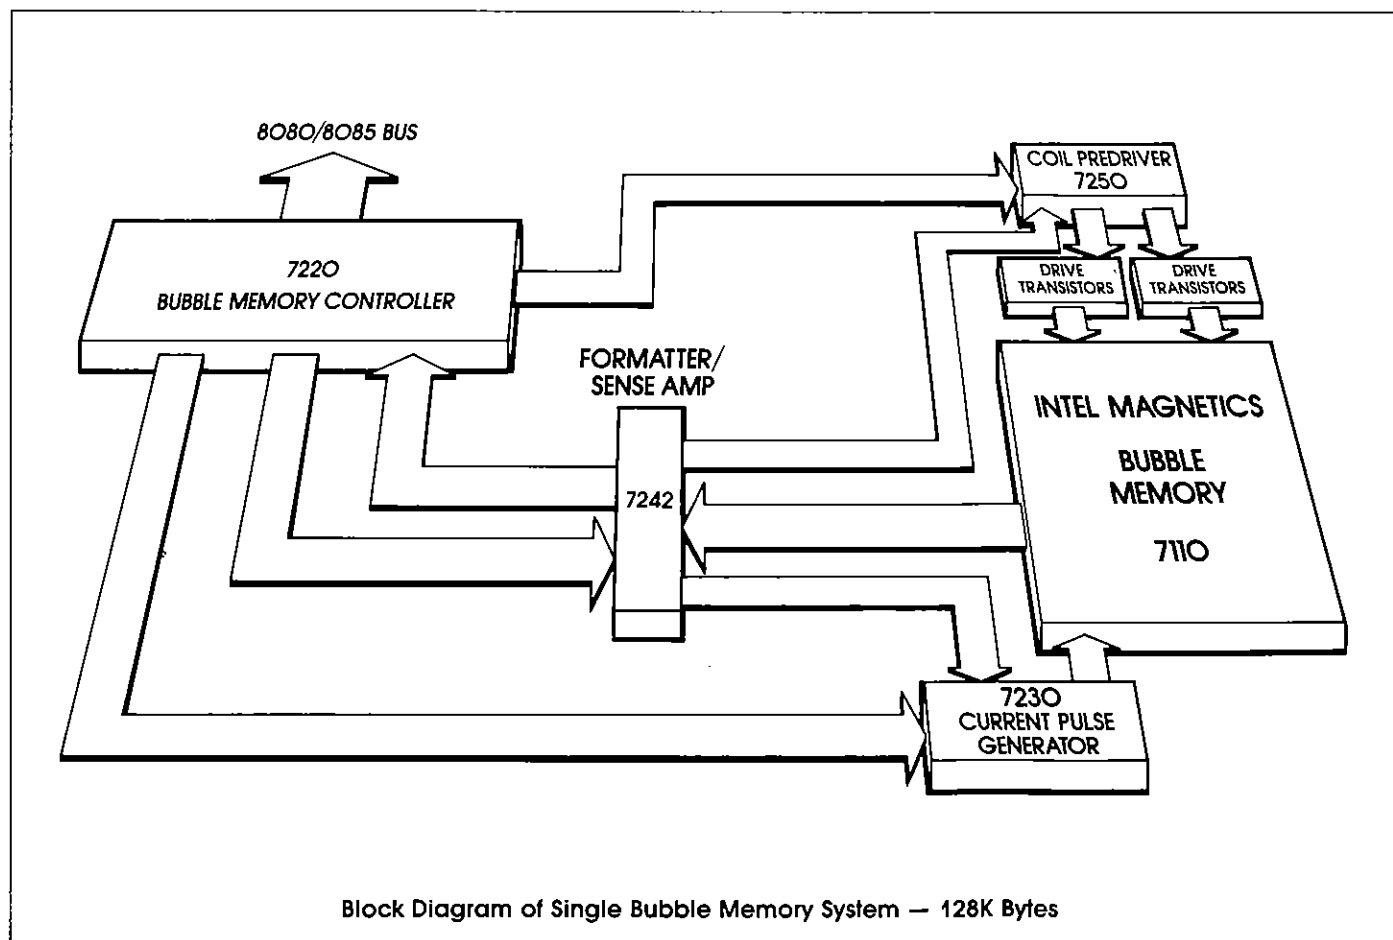 8080/8085 BUS
COIL PREDRIVER
7250
7220
BUBBLE MEMORY CONTROLLER
DRIVE
TRANSISTORS
DRIVE
TRANSISTORS
FORMATTER/
SENSE AMP
7242
INTEL MAGNETICS
BUBBLE
MEMORY
7110
7230
CURRENT PULSE
GENERATOR
Block Diagram of Single Bubble Memory System — 128K Bytes